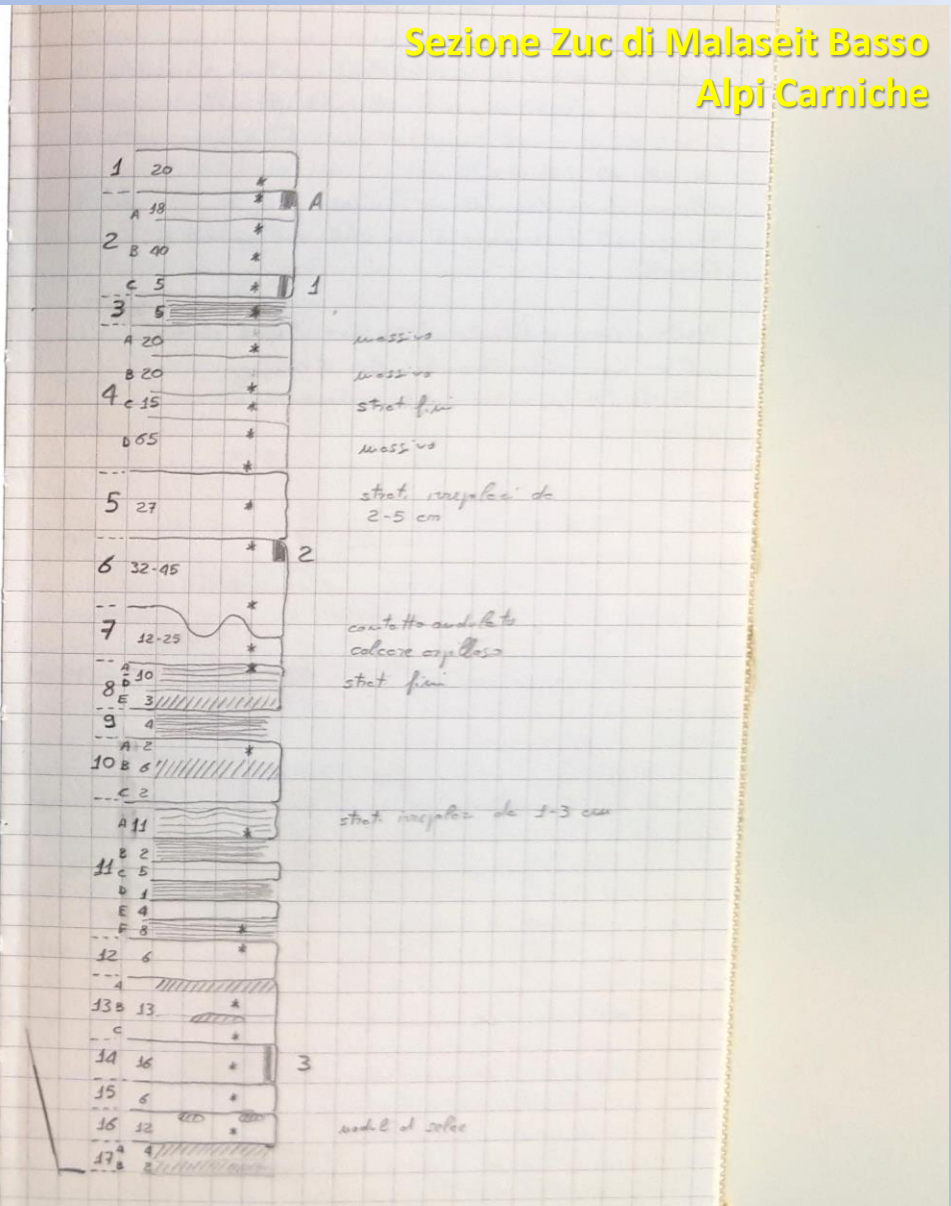 Sezione Zuc di Malaseit Basso
Alpi Carniche
1 20 *
A 18 * A
2 *
B 40 *
C 5 * 1
3 5 *
A 20 * massivo
B 20 * massivo
4 C 15 * strat fini
D 65 * massivo
*
5 27 * strat. irregolari da
2-5 cm
6 32-45 * 2
*
7 12-25 * contatto ondulato
calcare argilloso
A *
8 D 10 strat fini
E 3
9 4
A 2 *
10 B 6
C 2
A 11 * strat. irregolari da 1-3 cm
B 2
11 C 5
D 1
E 4
F 8 *
12 6 *
A
13 B 13 *
C *
14 16 * 3
15 6 *
16 12 * noduli di selce
17 A 4
B 2